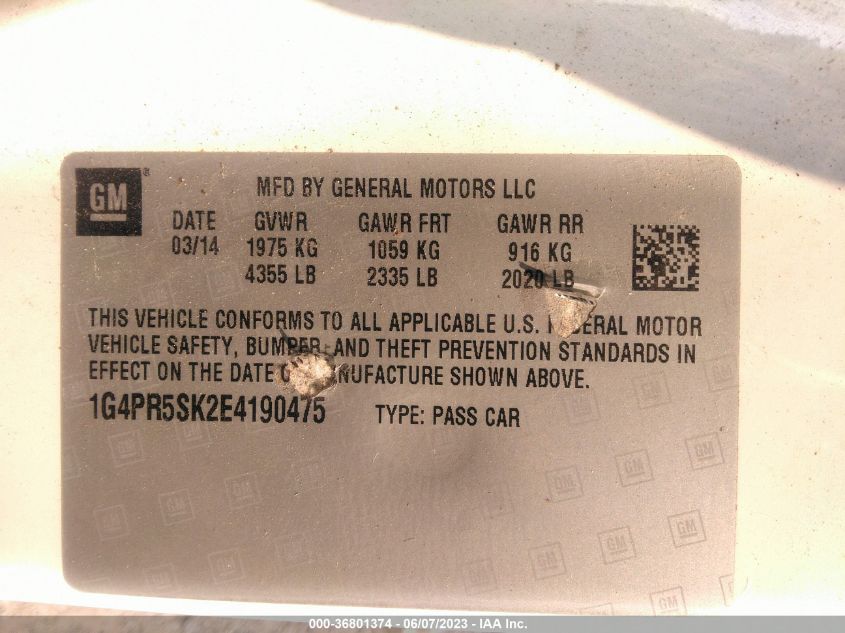 GM
MFD BY GENERAL MOTORS LLC
DATE GVWR GAWR FRT GAWR RR
03/14 1975 KG 1059 KG 916 KG
4355 LB 2335 LB 2020 LB
THIS VEHICLE CONFORMS TO ALL APPLICABLE U.S. FEDERAL MOTOR
VEHICLE SAFETY, BUMPER, AND THEFT PREVENTION STANDARDS IN
EFFECT ON THE DATE OF MANUFACTURE SHOWN ABOVE.
1G4PR5SK2E4190475 TYPE: PASS CAR
000-36801374 - 06/07/2023 - IAA Inc.